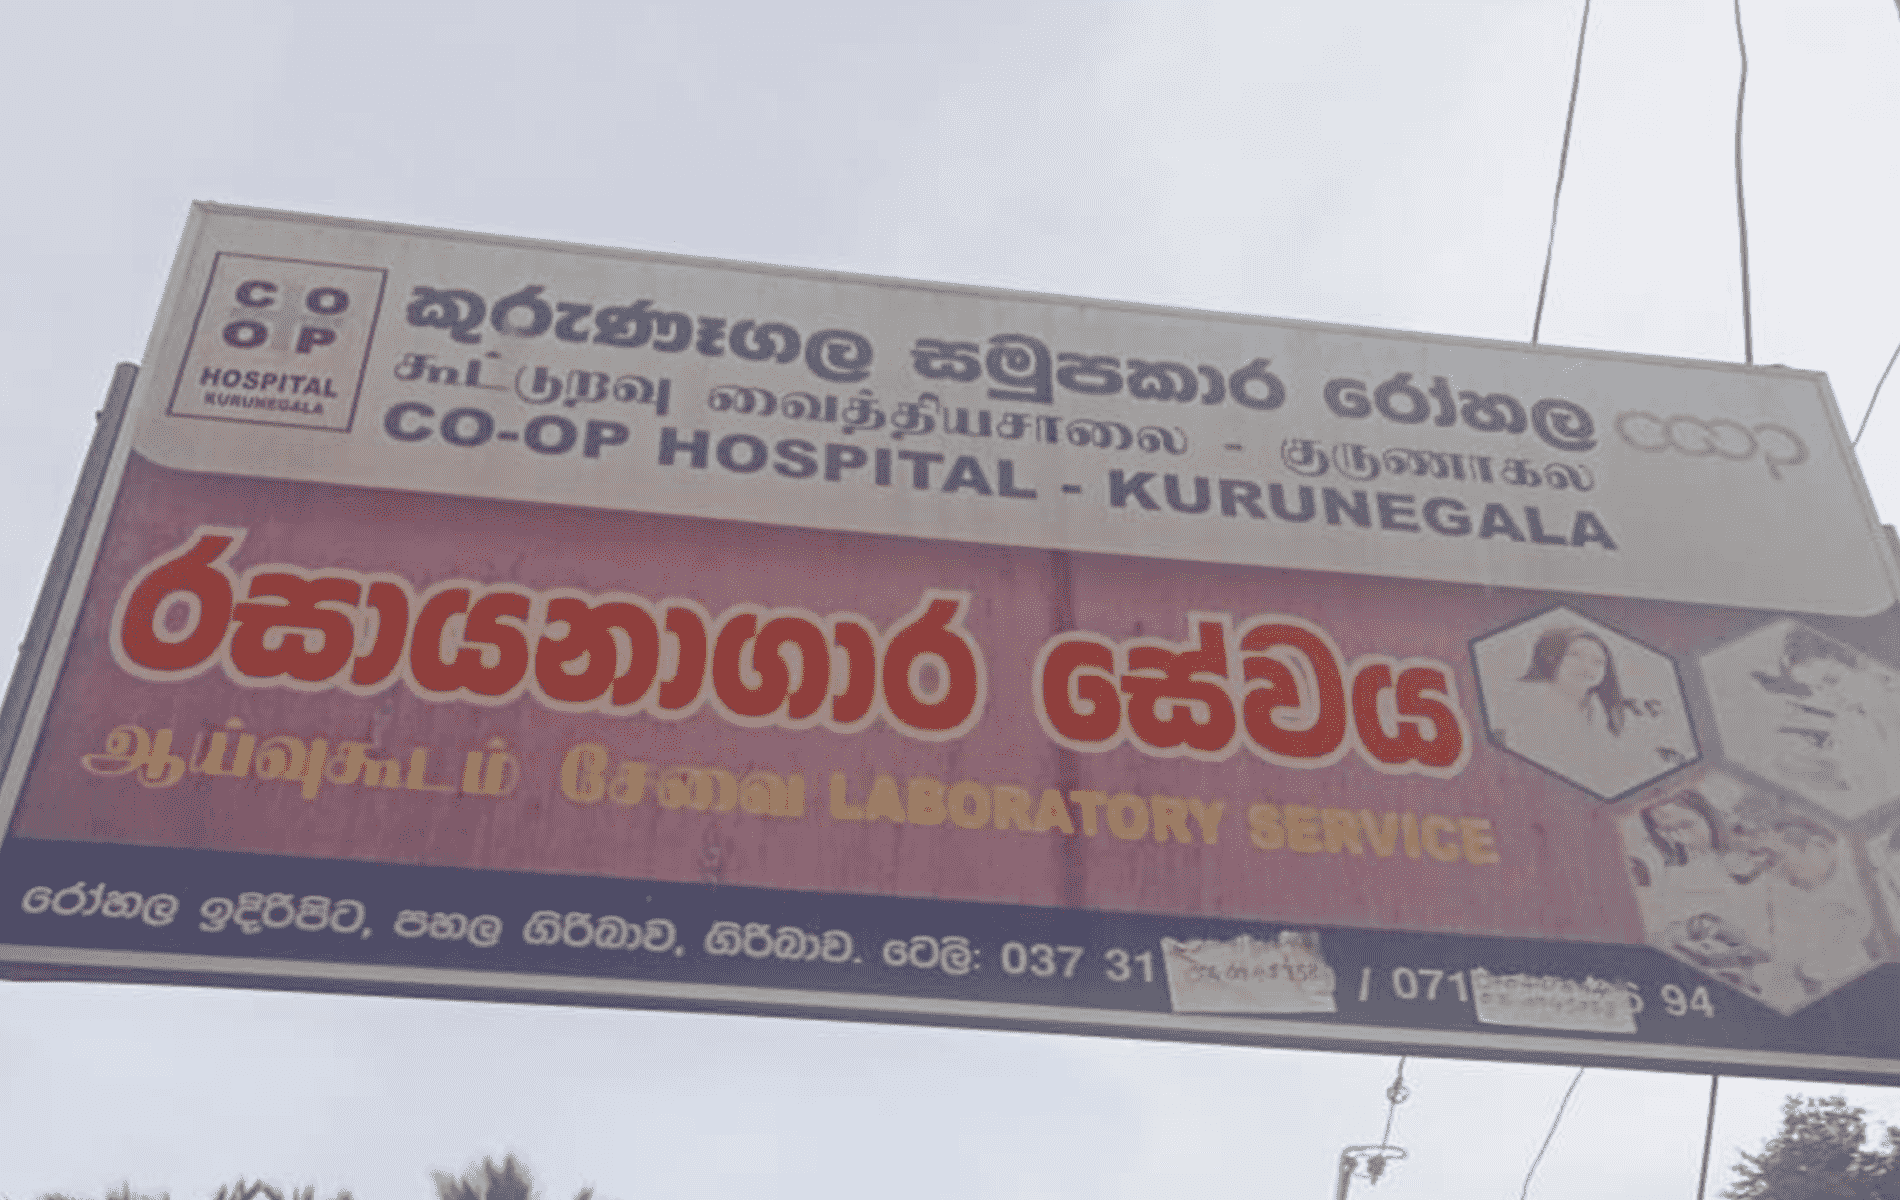 CO
OP
HOSPITAL
KURUNEGALA
කුරුණෑගල සමුපකාර රෝහල
கூட்டுறவு வைத்தியசாலை - குருணாகல
CO-OP HOSPITAL - KURUNEGALA
coop
රසායනාගාර සේවය
ஆய்வுகூடம் சேவை LABORATORY SERVICE
රෝහල ඉදිරිපිට, පහල ගිරිබාව, ගිරිබාව. ටෙලි: 037 31 / 071 94